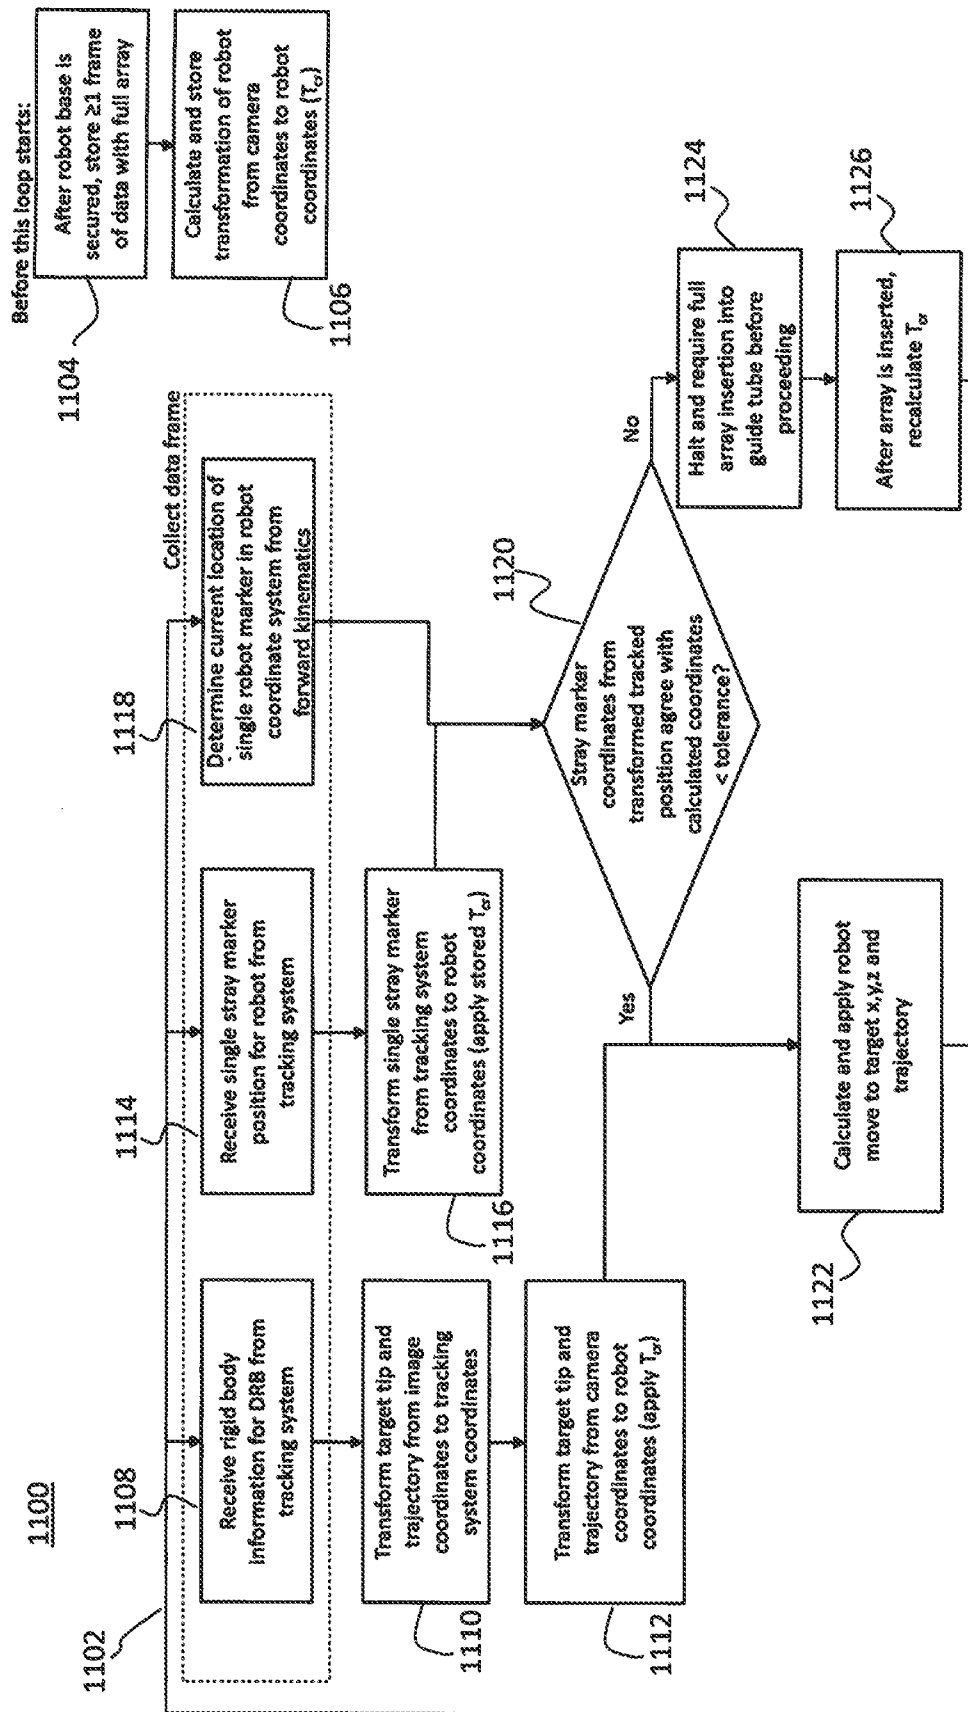 1100
1102
Before this loop starts:
1104
After robot base is
secured, store ≥1 frame
of data with full array
1106
Calculate and store
transformation of robot
from camera
coordinates to robot
coordinates (Tcr)
Collect data frame
1108
Receive rigid body
information for DRB from
tracking system
1114
Receive single stray marker
position for robot from
tracking system
1118
Determine current location of
single robot marker in robot
coordinate system from
forward kinematics
1110
Transform target tip and
trajectory from image
coordinates to tracking
system coordinates
1116
Transform single stray marker
from tracking system
coordinates to robot
coordinates (apply stored Tcr)
1112
Transform target tip and
trajectory from camera
coordinates to robot
coordinates (apply Tcr)
1120
Stray marker
coordinates from
transformed tracked
position agree with
calculated coordinates
< tolerance?
Yes
No
1122
Calculate and apply robot
move to target x,y,z and
trajectory
1124
Halt and require full
array insertion into
guide tube before
proceeding
1126
After array is inserted,
recalculate Tcr